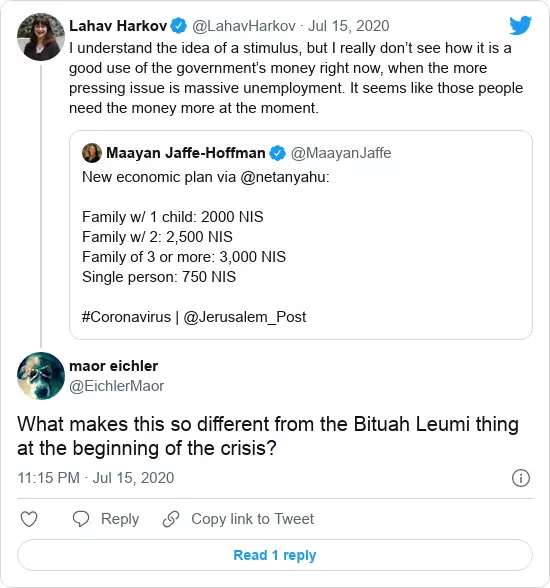 Lahav Harkov @LahavHarkov · Jul 15, 2020
I understand the idea of a stimulus, but I really don’t see how it is a
good use of the government’s money right now, when the more
pressing issue is massive unemployment. It seems like those people
need the money more at the moment.
Maayan Jaffe-Hoffman @MaayanJaffe
New economic plan via @netanyahu:
Family w/ 1 child: 2000 NIS
Family w/ 2: 2,500 NIS
Family of 3 or more: 3,000 NIS
Single person: 750 NIS
#Coronavirus | @Jerusalem_Post
maor eichler
@EichlerMaor
What makes this so different from the Bituah Leumi thing
at the beginning of the crisis?
11:15 PM · Jul 15, 2020
Reply Copy link to Tweet
Read 1 reply